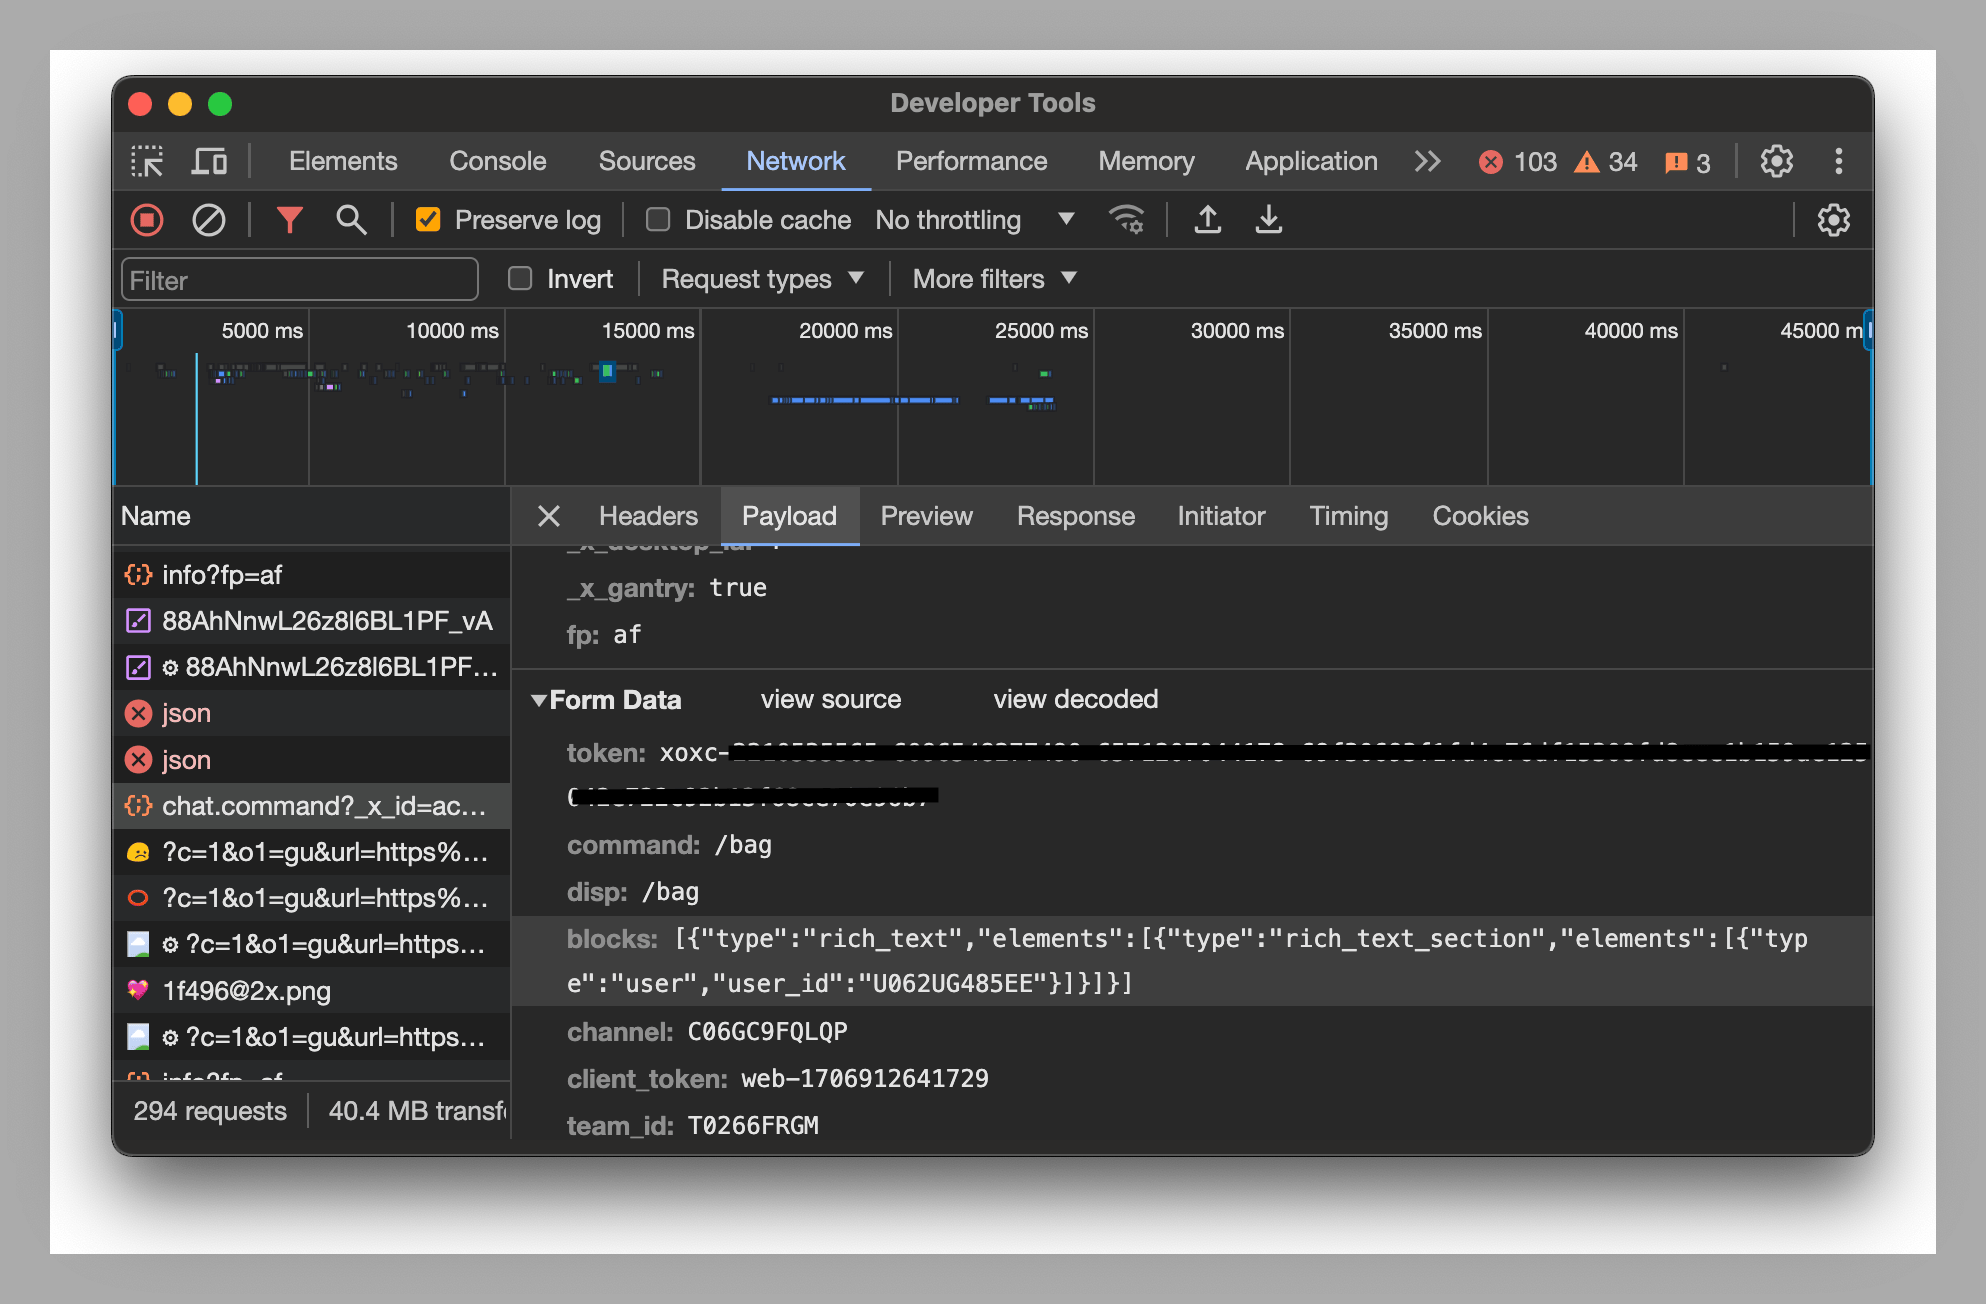 Developer Tools
Elements Console Sources Network Performance Memory Application 103 34 3
Preserve log Disable cache No throttling
Filter Invert Request types More filters
5000 ms 10000 ms 15000 ms 20000 ms 25000 ms 30000 ms 35000 ms 40000 ms 45000 m
Name
Headers Payload Preview Response Initiator Timing Cookies
info?fp=af
88AhNnwL26z8l6BL1PF_vA
88AhNnwL26z8l6BL1PF…
json
json
chat.command?_x_id=ac…
?c=1&o1=gu&url=https%…
?c=1&o1=gu&url=https%…
?c=1&o1=gu&url=https…
1f496@2x.png
?c=1&o1=gu&url=https…
294 requests 40.4 MB transf
_x_gantry: true
fp: af
Form Data view source view decoded
token: xoxc-
command: /bag
disp: /bag
blocks: [{"type":"rich_text","elements":[{"type":"rich_text_section","elements":[{"typ
e":"user","user_id":"U062UG485EE"}]}]}]
channel: C06GC9FQLQP
client_token: web-1706912641729
team_id: T0266FRGM